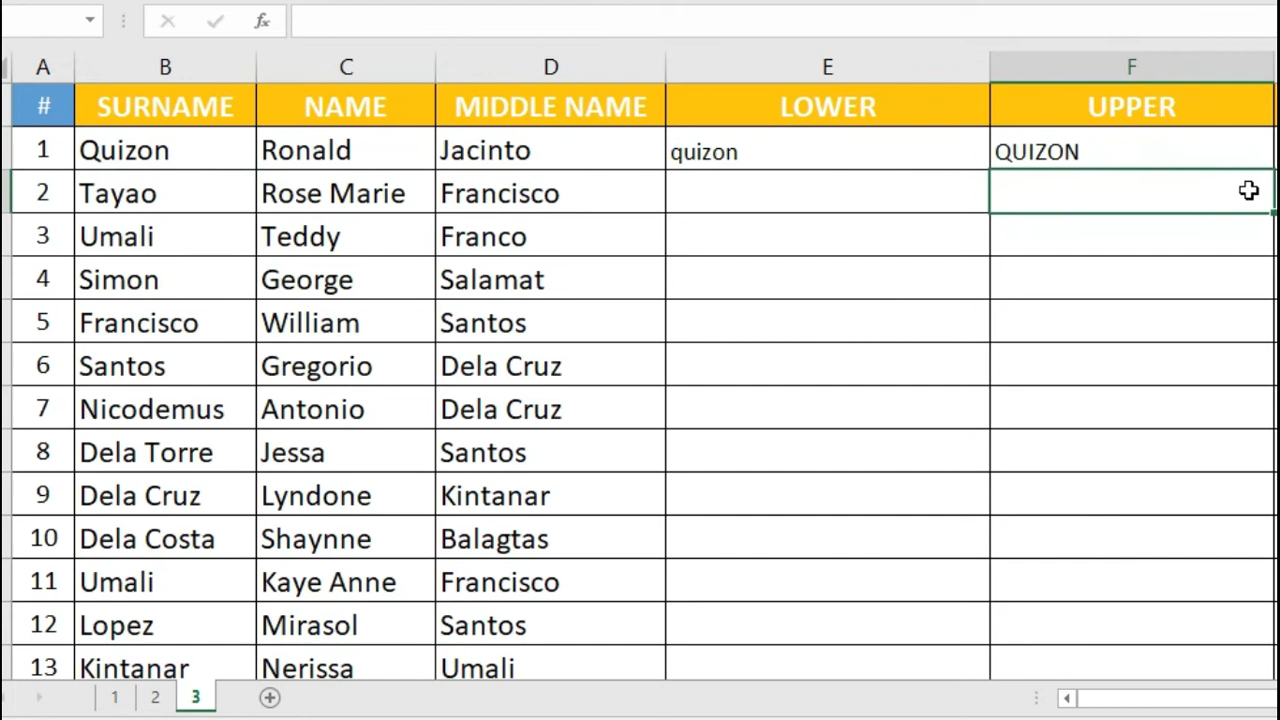 fx
A B C D E F
# SURNAME NAME MIDDLE NAME LOWER UPPER
1 Quizon Ronald Jacinto quizon QUIZON
2 Tayao Rose Marie Francisco
3 Umali Teddy Franco
4 Simon George Salamat
5 Francisco William Santos
6 Santos Gregorio Dela Cruz
7 Nicodemus Antonio Dela Cruz
8 Dela Torre Jessa Santos
9 Dela Cruz Lyndone Kintanar
10 Dela Costa Shaynne Balagtas
11 Umali Kaye Anne Francisco
12 Lopez Mirasol Santos
13 Kintanar Nerissa Umali
1 2 3